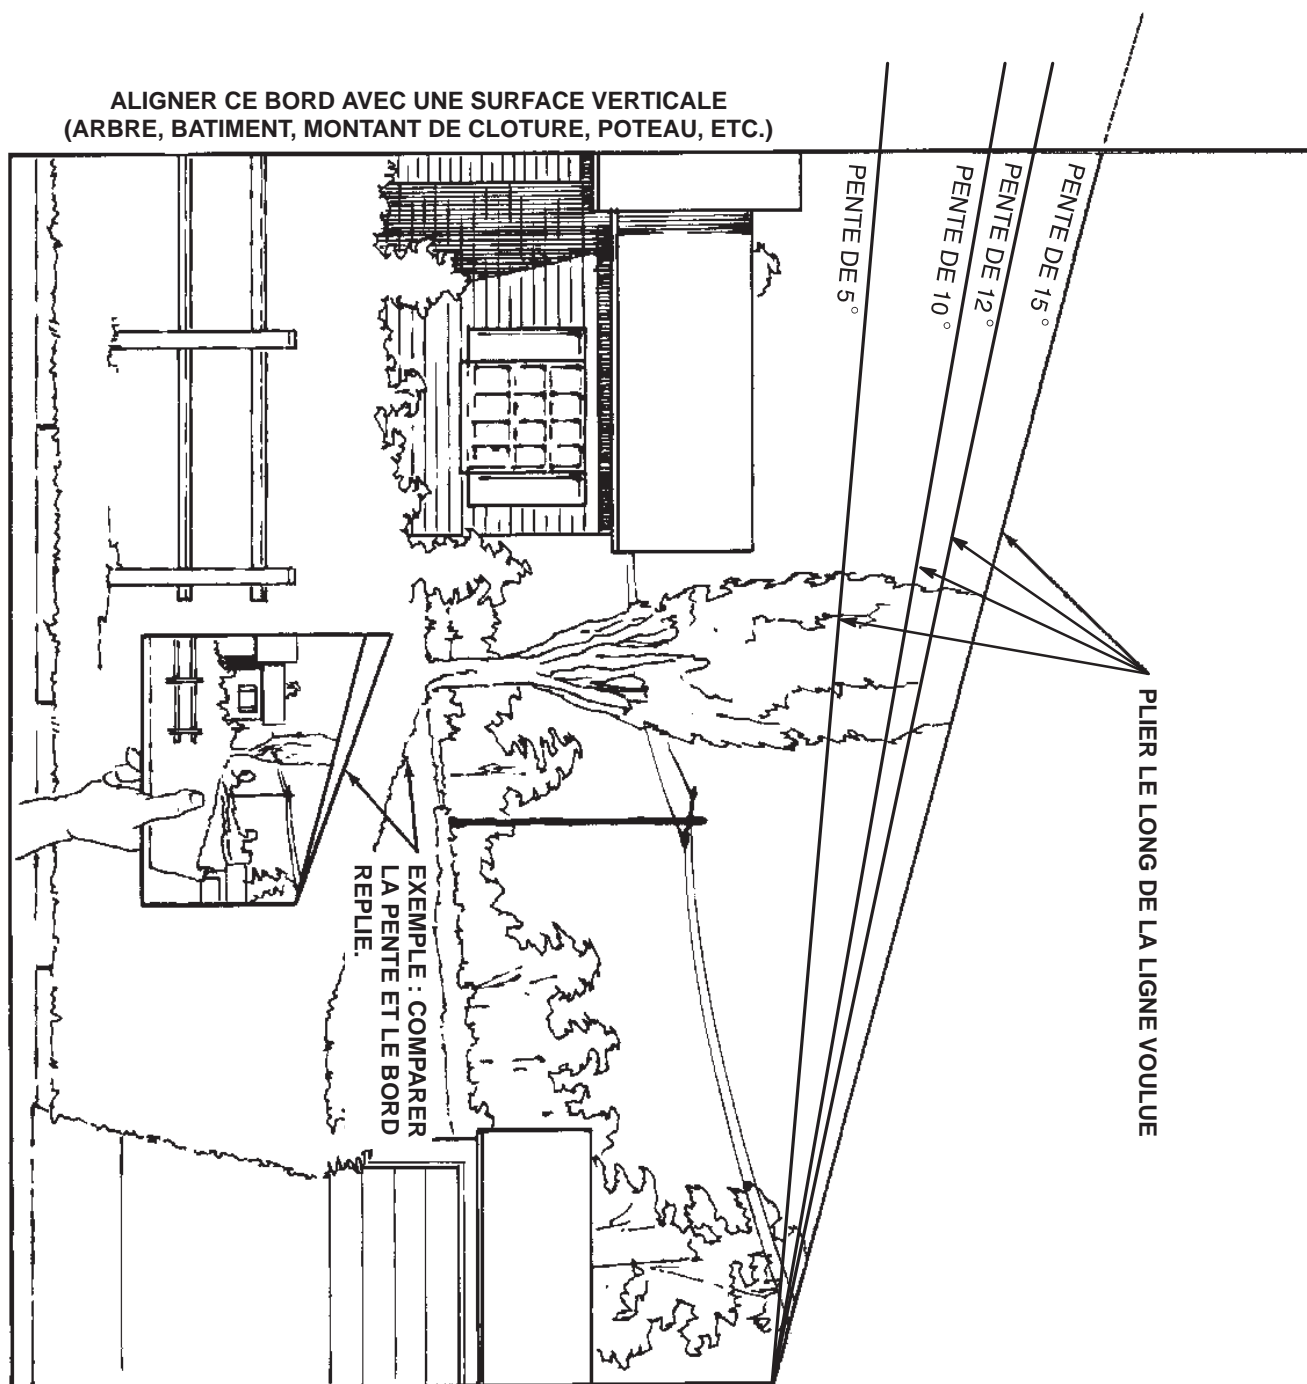 ALIGNER CE BORD AVEC UNE SURFACE VERTICALE
(ARBRE, BATIMENT, MONTANT DE CLOTURE, POTEAU, ETC.)
PENTE DE 5°
PENTE DE 10°
PENTE DE 12°
PENTE DE 15°
PLIER LE LONG DE LA LIGNE VOULUE
EXEMPLE : COMPARER
LA PENTE ET LE BORD
REPLIE.